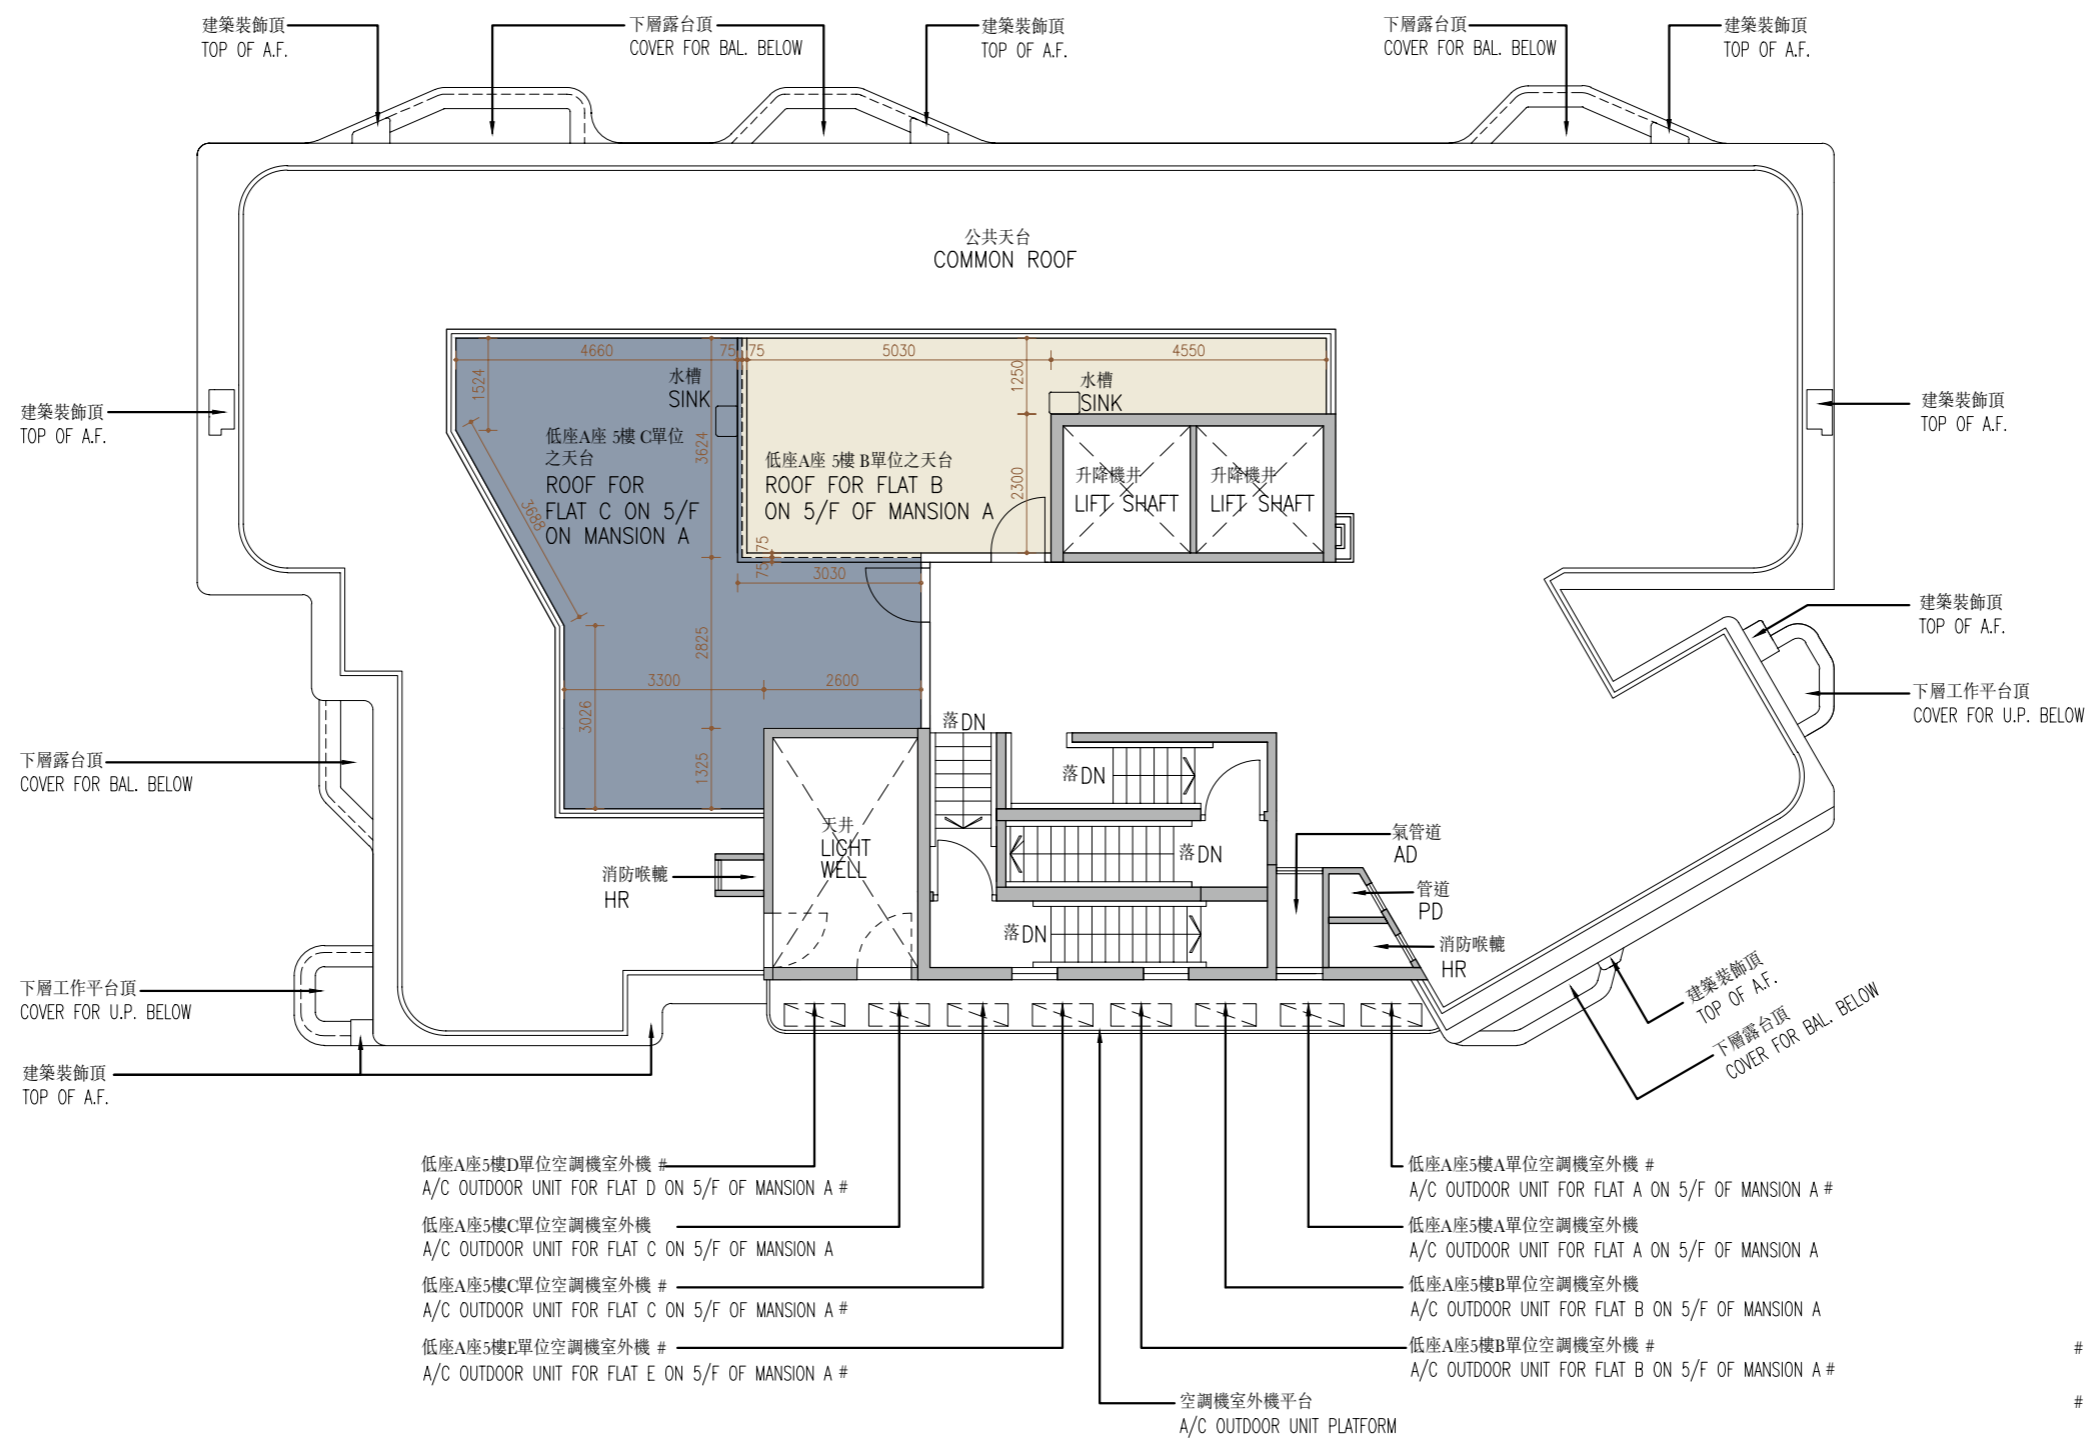 建築裝飾頂
TOP OF A.F.
下層露台頂
COVER FOR BAL. BELOW
建築裝飾頂
TOP OF A.F.
下層露台頂
COVER FOR BAL. BELOW
建築裝飾頂
TOP OF A.F.
公共天台
COMMON ROOF
4660
75
75
5030
4550
1524
1250
水槽
SINK
水槽
SINK
建築裝飾頂
TOP OF A.F.
建築裝飾頂
TOP OF A.F.
低座A座 5樓 C單位
之天台
ROOF FOR
FLAT C ON 5/F
ON MANSION A
3624
3688
低座A座 5樓 B單位之天台
ROOF FOR FLAT B
ON 5/F OF MANSION A
2300
升降機井
LIFT SHAFT
升降機井
LIFT SHAFT
75
75
3030
2825
3300
2600
3026
1325
建築裝飾頂
TOP OF A.F.
下層工作平台頂
COVER FOR U.P. BELOW
落DN
落DN
落DN
落DN
下層露台頂
COVER FOR BAL. BELOW
天井
LIGHT
WELL
消防喉轆
HR
氣管道
AD
管道
PD
消防喉轆
HR
下層工作平台頂
COVER FOR U.P. BELOW
建築裝飾頂
TOP OF A.F.
下層露台頂
COVER FOR BAL. BELOW
建築裝飾頂
TOP OF A.F.
低座A座5樓D單位空調機室外機 #
A/C OUTDOOR UNIT FOR FLAT D ON 5/F OF MANSION A #
低座A座5樓C單位空調機室外機
A/C OUTDOOR UNIT FOR FLAT C ON 5/F OF MANSION A
低座A座5樓C單位空調機室外機 #
A/C OUTDOOR UNIT FOR FLAT C ON 5/F OF MANSION A #
低座A座5樓E單位空調機室外機 #
A/C OUTDOOR UNIT FOR FLAT E ON 5/F OF MANSION A #
低座A座5樓A單位空調機室外機 #
A/C OUTDOOR UNIT FOR FLAT A ON 5/F OF MANSION A #
低座A座5樓A單位空調機室外機
A/C OUTDOOR UNIT FOR FLAT A ON 5/F OF MANSION A
低座A座5樓B單位空調機室外機
A/C OUTDOOR UNIT FOR FLAT B ON 5/F OF MANSION A
低座A座5樓B單位空調機室外機 #
A/C OUTDOOR UNIT FOR FLAT B ON 5/F OF MANSION A #
空調機室外機平台
A/C OUTDOOR UNIT PLATFORM
#
#